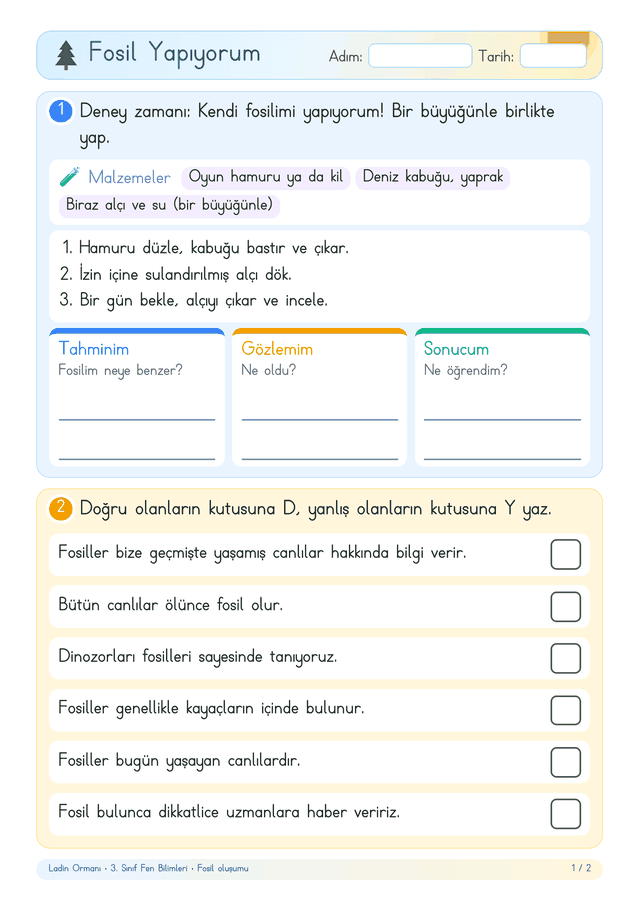 Fosil Yapıyorum
Adım:
Tarih:
1 Deney zamanı: Kendi fosilimi yapıyorum! Bir büyüğünle birlikte
yap.
Malzemeler Oyun hamuru ya da kil Deniz kabuğu, yaprak
Biraz alçı ve su (bir büyüğünle)
1. Hamuru düzle, kabuğu bastır ve çıkar.
2. İzin içine sulandırılmış alçı dök.
3. Bir gün bekle, alçıyı çıkar ve incele.
Tahminim
Fosilim neye benzer?
Gözlemim
Ne oldu?
Sonucum
Ne öğrendim?
2 Doğru olanların kutusuna D, yanlış olanların kutusuna Y yaz.
Fosiller bize geçmişte yaşamış canlılar hakkında bilgi verir.
Bütün canlılar ölünce fosil olur.
Dinozorları fosilleri sayesinde tanıyoruz.
Fosiller genellikle kayaçların içinde bulunur.
Fosiller bugün yaşayan canlılardır.
Fosil bulunca dikkatlice uzmanlara haber veririz.
Ladin Ormanı • 3. Sınıf Fen Bilimleri • Fosil oluşumu
1 / 2